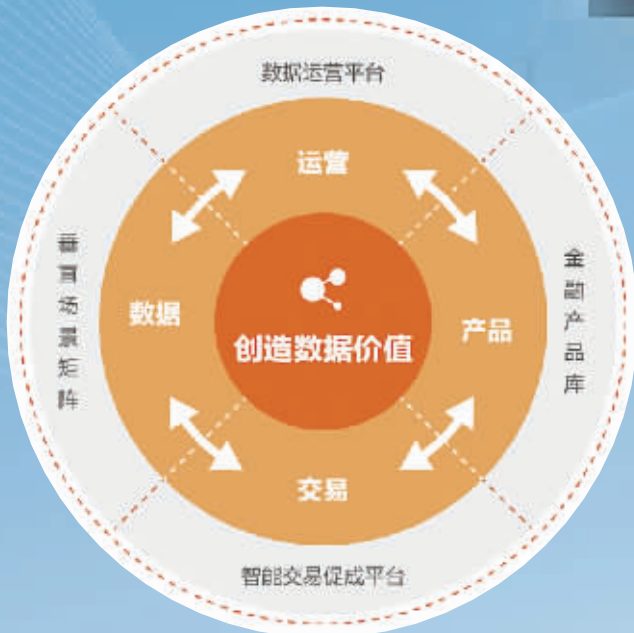 数据运营平台
运营
垂直场景矩阵
数据
创造数据价值
产品
金融产品库
交易
智能交易促成平台